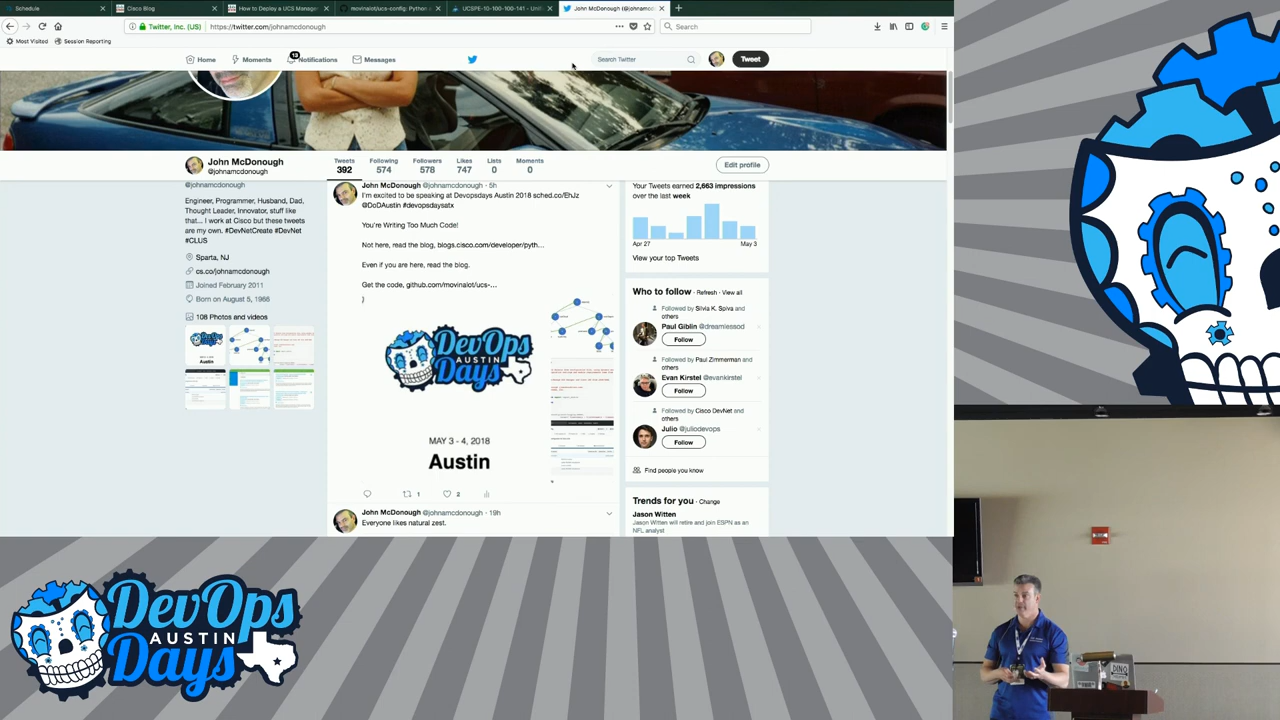 Schedule
Cisco Blog
How to Deploy a UCS Manage
movinalot/ucs-config: Python
UCSPE-10-100-100-141 - Unifi
John McDonough (@johnamcdo
Twitter, Inc. (US)
https://twitter.com/johnamcdonough
Search
Most Visited
Session Reporting
Home
Moments
13
Notifications
Messages
Search Twitter
Tweet
John McDonough
@johnamcdonough
Tweets
392
Following
574
Followers
578
Likes
747
Lists
0
Moments
0
Edit profile
@johnamcdonough
Engineer, Programmer, Husband, Dad,
Thought Leader, Innovator, stuff like
that... I work at Cisco but these tweets
are my own. #DevNetCreate #DevNet
#CLUS
Sparta, NJ
cs.co/johnamcdonough
Joined February 2011
Born on August 5, 1966
108 Photos and videos
Austin
John McDonough @johnamcdonough · 5h
I'm excited to be speaking at Devopsdays Austin 2018 sched.co/EhJz
@DoDAustin #devopsdaysatx
You're Writing Too Much Code!
Not here, read the blog, blogs.cisco.com/developer/pyth...
Even if you are here, read the blog.
Get the code, github.com/movinalot/ucs-...
)
DevOps
AUSTIN
Days
MAY 3 - 4, 2018
Austin
1
2
John McDonough @johnamcdonough · 19h
Everyone likes natural zest.
Your Tweets earned 2,663 impressions
over the last week
Apr 27
May 3
View your top Tweets
Who to follow · Refresh · View all
Followed by Silvia K. Spiva and
others
Paul Giblin @dreamlessod
Follow
Followed by Paul Zimmerman and
others
Evan Kirstel @evankirstel
Follow
Followed by Cisco DevNet and
others
Julio @juliodevops
Follow
Find people you know
Trends for you · Change
Jason Witten
Jason Witten will retire and join ESPN as an
NFL analyst
DevOps
AUSTIN
Days